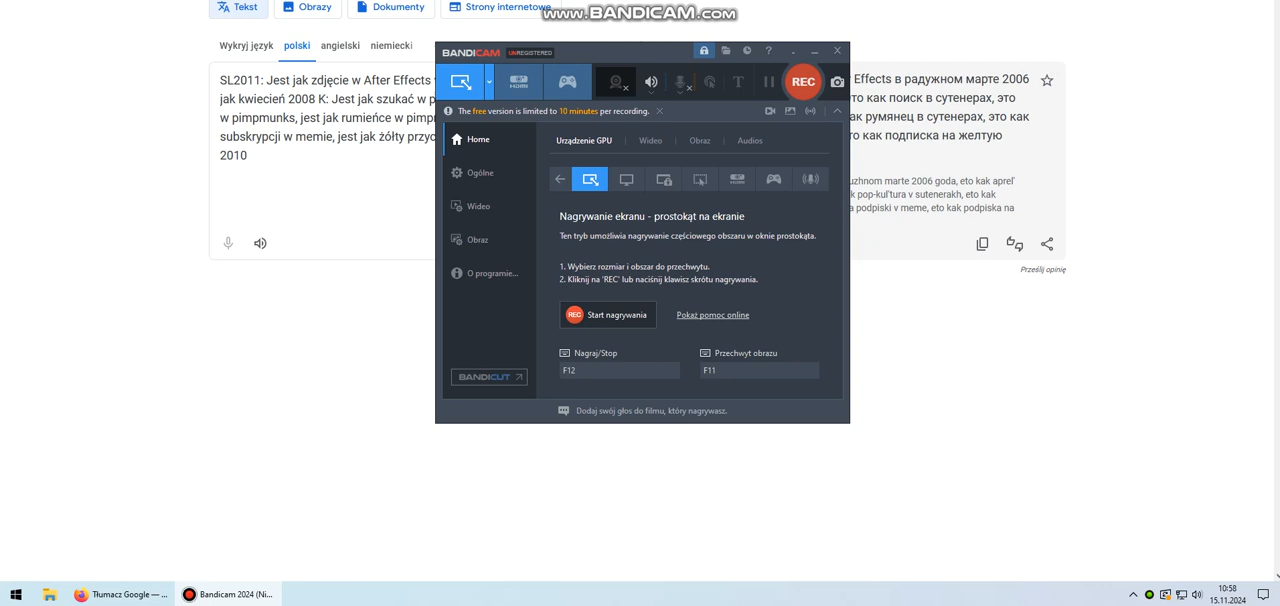 www.BANDICAM.com
Tekst
Obrazy
Dokumenty
Strony internetowe
Wykryj język
polski
angielski
niemiecki
SL2011: Jest jak zdjęcie w After Effects
jak kwiecień 2008 K: Jest jak szukać w
w pimpmunks, jest jak rumieńce w
subskrypcji w memie, jest jak żółty
2010
Effects в радужном марте 2006
это как поиск в сутенерах, это
как румянец в сутенерах, это как
это как подписка на желтую
marte 2006 goda, eto kak aprel'
pop-kul'tura v sutenerakh, eto kak
podpiski v meme, eto kak podpiska na
Prześlij opinię
BANDICAM UNREGISTERED
REC
The free version is limited to 10 minutes per recording.
Home
Ogólne
Wideo
Obraz
O programie...
BANDICUT
Urządzenie GPU
Wideo
Obraz
Audios
Nagrywanie ekranu - prostokąt na ekranie
Ten tryb umożliwia nagrywanie częściowego obszaru w oknie prostokąta.
1. Wybierz rozmiar i obszar do przechwytu.
2. Kliknij na 'REC' lub naciśnij klawisz skrótu nagrywania.
REC Start nagrywania
Pokaż pomoc online
Nagraj/Stop
Przechwyt obrazu
F12
F11
Dodaj swój głos do filmu, który nagrywasz.
Tłumacz Google — ...
Bandicam 2024 (Ni...
10:58
15.11.2024